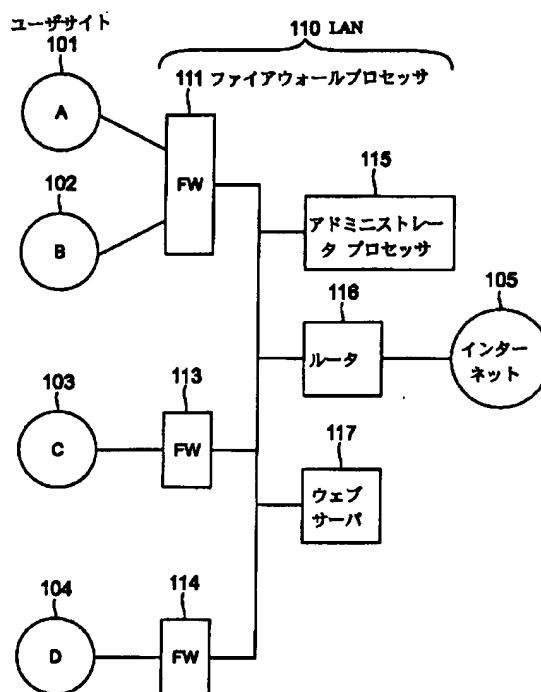 ユーザサイト
101
110 LAN
111 ファイアウォールプロセッサ
A
FW
102
B
115
アドミニストレー
タ プロセッサ
116
ルータ
105
インター
ネット
103
C
113
FW
117
ウェブ
サーバ
104
D
114
FW